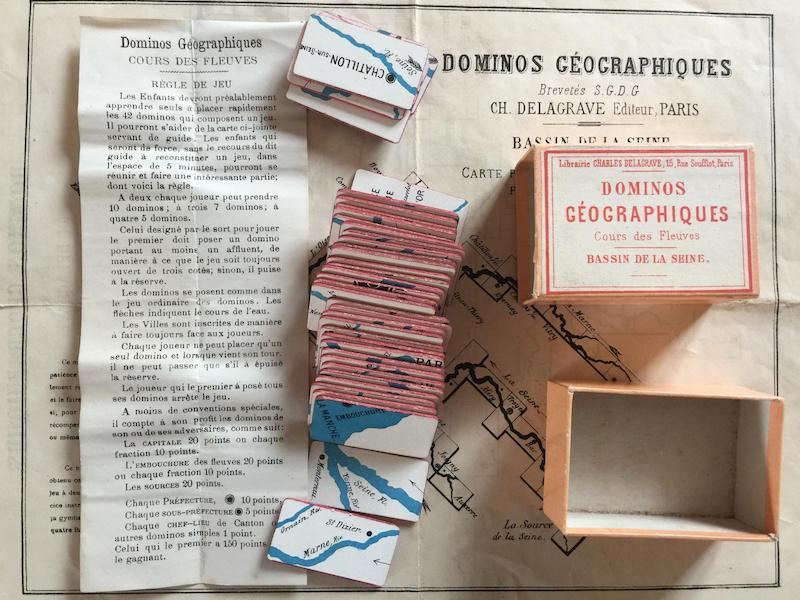 Dominos Géographiques
COURS DES FLEUVES
RÈGLE DE JEU
Les Enfants devront préalablement
apprendre seuls à placer rapidement
les 42 dominos qui composent un jeu.
Il pourront s'aider de la carte ci-jointe
servant de guide. Les enfants qui
seront de force, sans le recours du dit
guide à reconstituer un jeu, dans
l'espace de 5 minutes, pourront se
réunir et faire une intéressante partie;
dont voici la règle.
A deux chaque joueur peut prendre
10 dominos; à trois 7 dominos; à
quatre 5 dominos.
Celui désigné par le sort pour jouer
le premier doit poser un domino
portant au moins un affluent, de
manière à ce que le jeu soit toujours
ouvert de trois cotés; sinon, il puise
à la réserve.
Les dominos se posent comme dans
le jeu ordinaire des dominos. Les
flèches indiquent le cours de l'eau.
Les Villes sont inscrites de manière
à faire toujours face aux joueurs.
Chaque joueur ne peut placer qu'un
seul domino et lorsque vient son tour.
il ne peut passer que s'il à épuisé
la réserve.
Le joueur qui le premier à posé tous
ses dominos arrête le jeu.
A moins de conventions spéciales,
il compte à son profit les dominos de
son ou de ses adversaires, comme suit:
La CAPITALE 20 points ou chaque
fraction 10 points.
L'EMBOUCHURE des fleuves 20 points
ou chaque fraction 10 points.
Les SOURCES 20 points.
Chaque PRÉFECTURE, 10 points
Chaque SOUS-PRÉFECTURE 5 points
Chaque CHEF-LIEU de Canton o
autres dominos simples 1 point.
Celui qui le premier a 150 points
le gagnant.
CHÂTILLON-SUR-SEINE
Seine, R.
PAR
LA MANCHE
EMBOUCHURE
Montereau
Yonne, Riv.
Seine, R.
Ornain, Riv.
St Dizier
Marne, Riv.
DOMINOS GÉOGRAPHIQUES
Brevetés S.G.D.G
CH. DELAGRAVE Editeur, PARIS
BASSIN DE LA SEINE
CARTE
Librairie CHARLES DELAGRAVE, 15, Rue Soufflot, Paris
DOMINOS
GÉOGRAPHIQUES
Cours des Fleuves
BASSIN DE LA SEINE.
La Marne
La Seine
Troyes
Méry
Joigny
Auxerre
La Source
de la Se